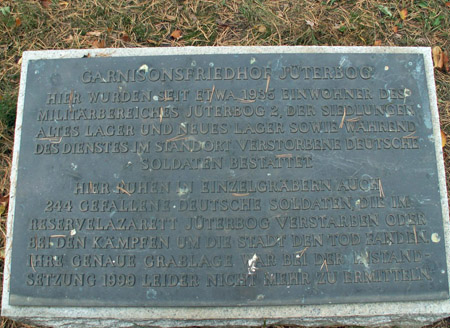 GARNISONSFRIEDHOF JÜTERBOG
HIER WURDEN SEIT ETWA 1935 EINWOHNER DES
MILITÄRBEREICHES JÜTERBOG 2, DER SIEDLUNGEN
ALTES LAGER UND NEUES LAGER SOWIE WÄHREND
DES DIENSTES IM STANDORT VERSTORBENE DEUTSCHE
SOLDATEN BESTATTET
HIER RUHEN IN EINZELGRÄBERN AUCH
244 GEFALLENE DEUTSCHE SOLDATEN DIE IM
RESERVELAZARETT JÜTERBOG VERSTARBEN ODER
BEI DEN KÄMPFEN UM DIE STADT DEN TOD FANDEN
IHRE GENAUE GRABLAGE WAR BEI DER INSTAND-
SETZUNG 1999 LEIDER NICHT MEHR ZU ERMITTELN